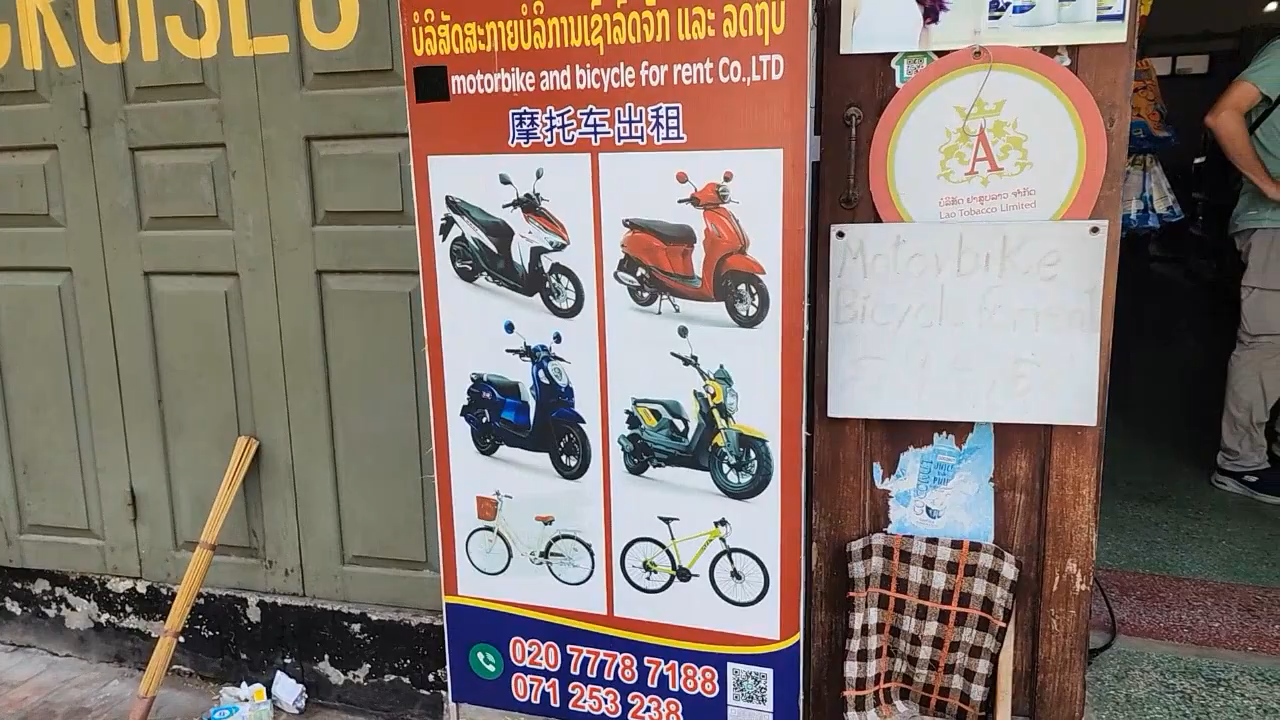 CRUISES
ບໍລິສັດສະກາຍບໍລິການເຊົ່າລົດຈັກ ແລະ ລົດຖີບ
motorbike and bicycle for rent Co.,LTD
摩托车出租
020 7778 7188
071 253 238
A
ບໍລິສັດ ຢາສູບລາວ ຈຳກັດ
Lao Tobacco Limited
Motorbike
Bicycle